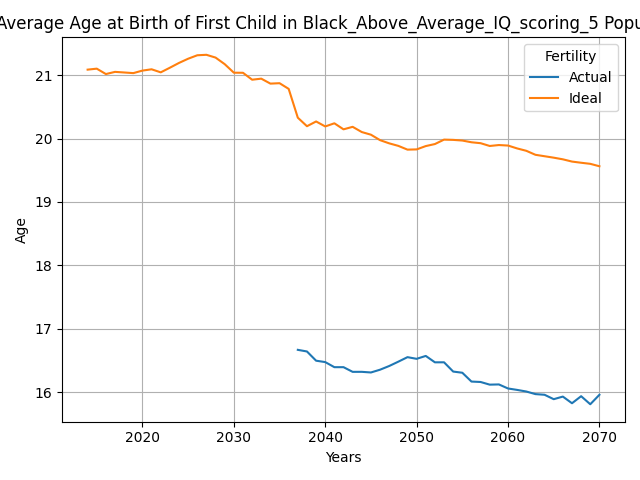 Average Age at Birth of First Child in Black_Above_Average_IQ_scoring_5 Popu
Fertility
Actual
Ideal
Age
21
20
19
18
17
16
2020
2030
2040
2050
2060
2070
Years